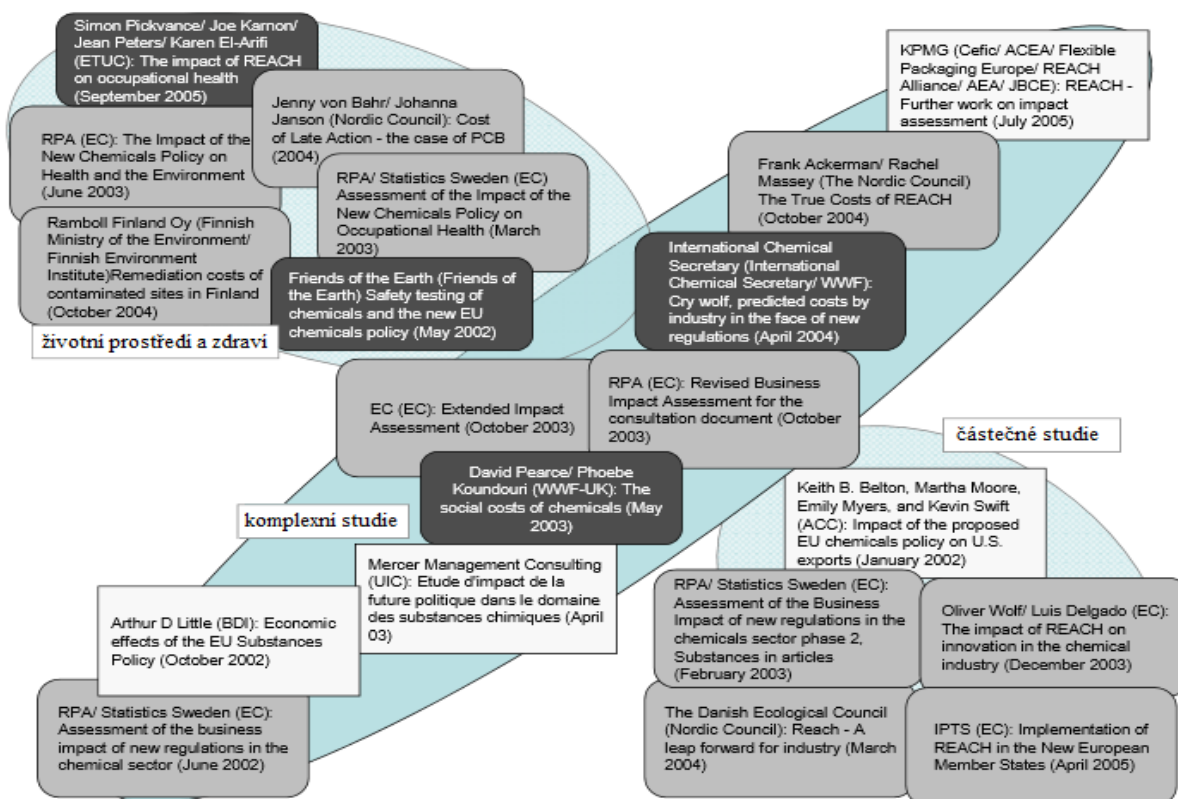 Simon Pickvance/ Joe Karnon/
Jean Peters/ Karen El-Arifi
(ETUC): The impact of REACH
on occupational health
(September 2005)
Jenny von Bahr/ Johanna
Janson (Nordic Council): Cost
of Late Action - the case of PCB
(2004)
RPA (EC): The Impact of the
New Chemicals Policy on
Health and the Environment
(June 2003)
RPA/ Statistics Sweden (EC)
Assessment of the Impact of the
New Chemicals Policy on
Occupational Health (March
2003)
Ramboll Finland Oy (Finnish
Ministry of the Environment/
Finnish Environment
Institute)Remediation costs of
contaminated sites in Finland
(October 2004)
Friends of the Earth (Friends of
the Earth) Safety testing of
chemicals and the new EU
chemicals policy (May 2002)
životní prostředí a zdraví
KPMG (Cefic/ ACEA/ Flexible
Packaging Europe/ REACH
Alliance/ AEA/ JBCE): REACH -
Further work on impact
assessment (July 2005)
Frank Ackerman/ Rachel
Massey (The Nordic Council)
The True Costs of REACH
(October 2004)
International Chemical
Secretary (International
Chemical Secretary/ WWF):
Cry wolf, predicted costs by
industry in the face of new
regulations (April 2004)
EC (EC): Extended Impact
Assessment (October 2003)
RPA (EC): Revised Business
Impact Assessment for the
consultation document (October
2003)
David Pearce/ Phoebe
Koundouri (WWF-UK): The
social costs of chemicals (May
2003)
komplexní studie
Mercer Management Consulting
(UIC): Etude d'impact de la
future politique dans le domaine
des substances chimiques (April
03)
Arthur D Little (BDI): Economic
effects of the EU Substances
Policy (October 2002)
RPA/ Statistics Sweden (EC):
Assessment of the business
impact of new regulations in the
chemical sector (June 2002)
částečné studie
Keith B. Belton, Martha Moore,
Emily Myers, and Kevin Swift
(ACC): Impact of the proposed
EU chemicals policy on U.S.
exports (January 2002)
RPA/ Statistics Sweden (EC):
Assessment of the Business
Impact of new regulations in the
chemicals sector phase 2,
Substances in articles
(February 2003)
Oliver Wolf/ Luis Delgado (EC):
The impact of REACH on
innovation in the chemical
industry (December 2003)
The Danish Ecological Council
(Nordic Council): Reach - A
leap forward for industry (March
2004)
IPTS (EC): Implementation of
REACH in the New European
Member States (April 2005)